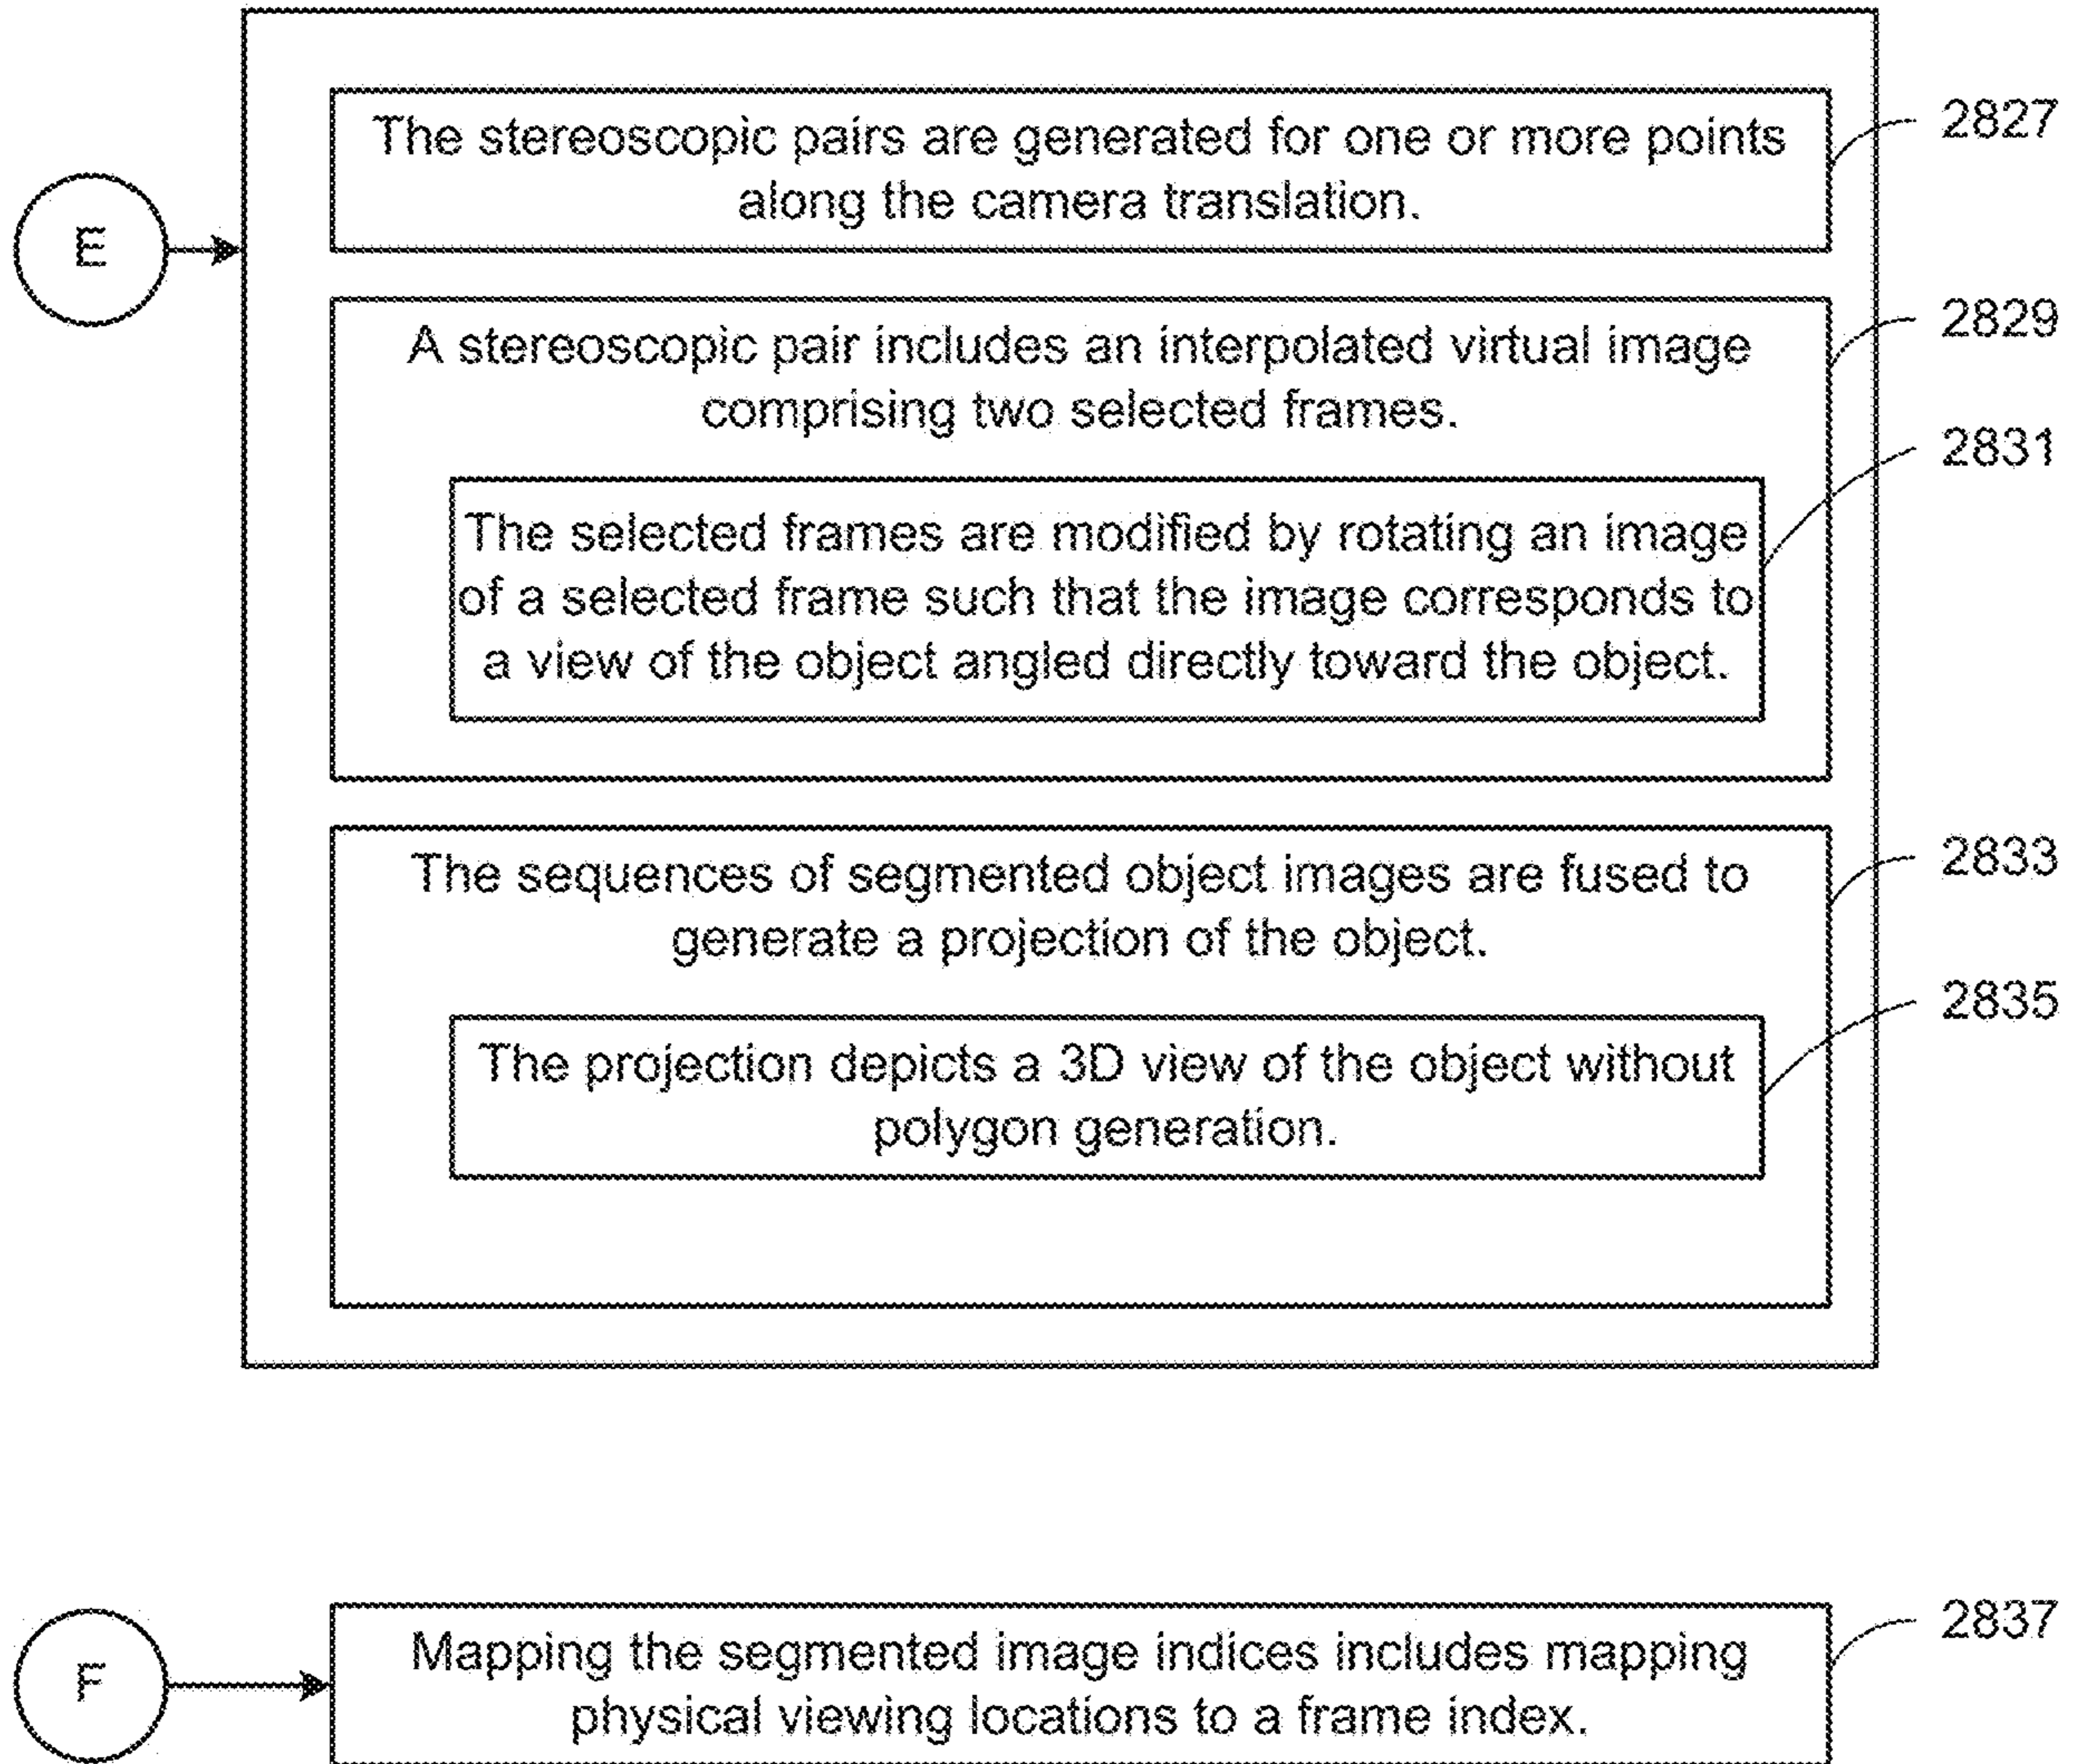 The stereoscopic pairs are generated for one or more points
along the camera translation.
2827
E
A stereoscopic pair includes an interpolated virtual image
comprising two selected frames.
2829
The selected frames are modified by rotating an image
of a selected frame such that the image corresponds to
a view of the object angled directly toward the object.
2831
The sequences of segmented object images are fused to
generate a projection of the object.
2833
The projection depicts a 3D view of the object without
polygon generation.
2835
F
Mapping the segmented image indices includes mapping
physical viewing locations to a frame index.
2837